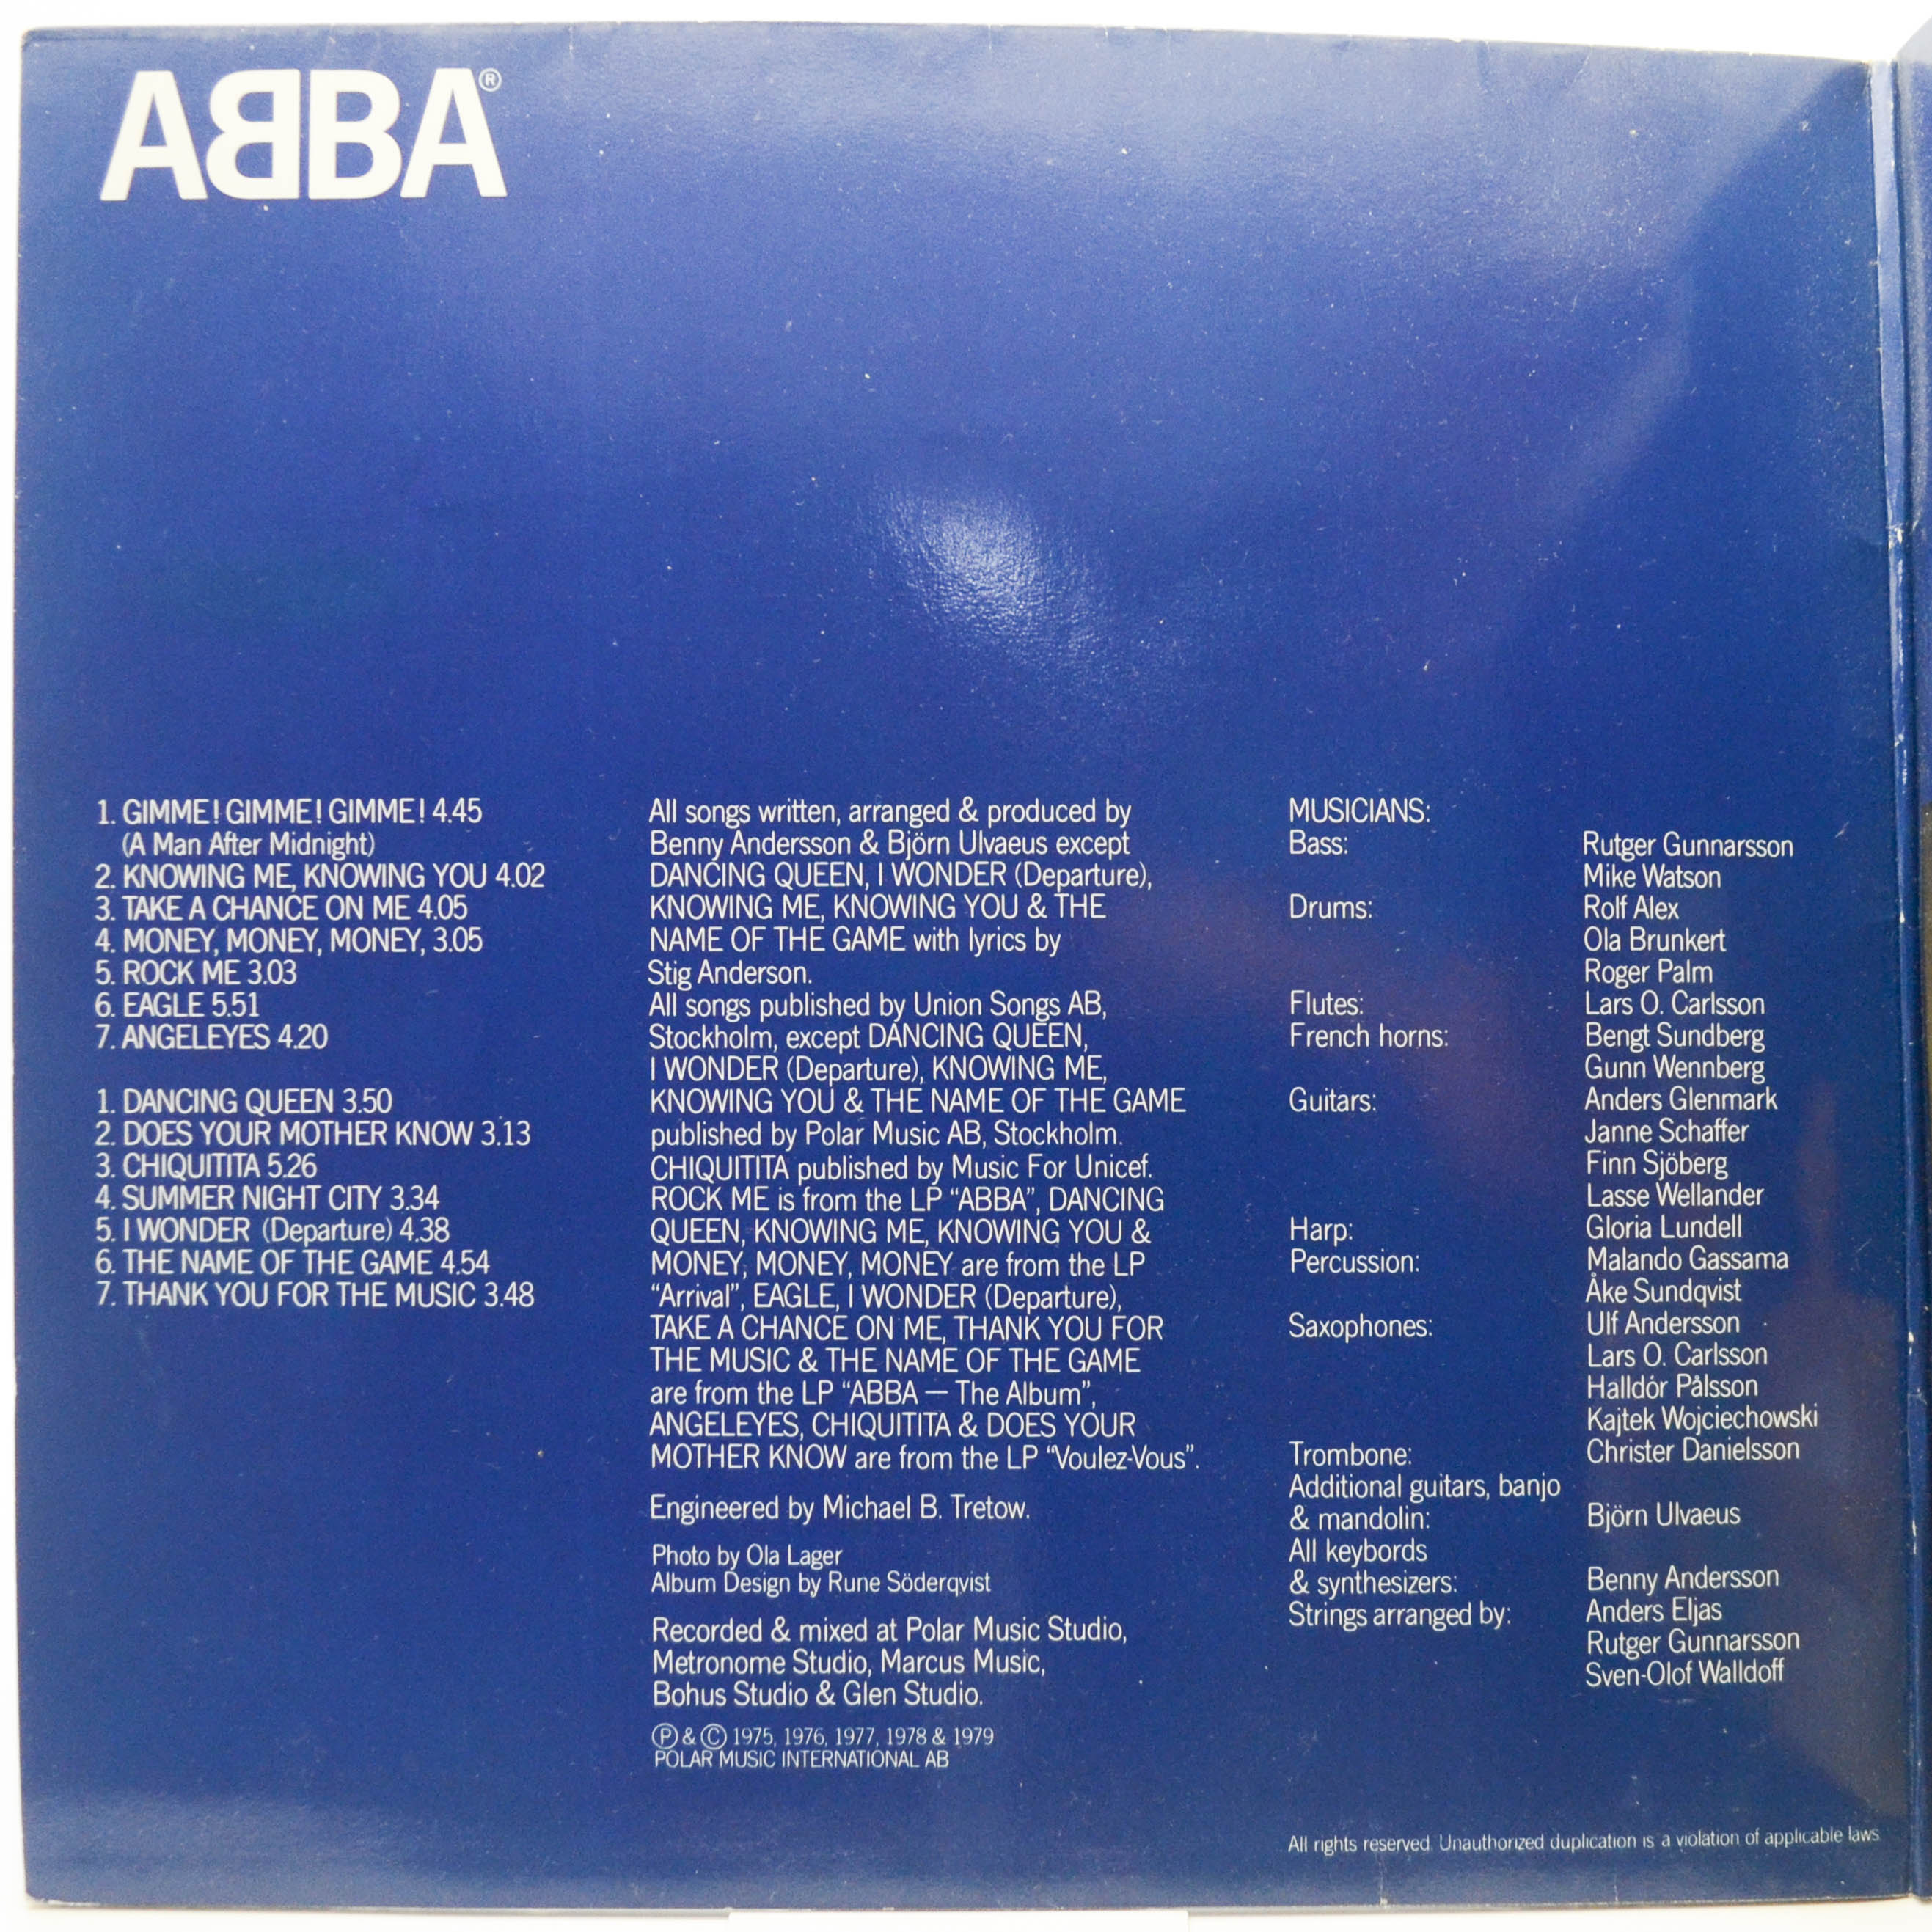 ABBA®
1. GIMME! GIMME! GIMME! 4.45
(A Man After Midnight)
2. KNOWING ME, KNOWING YOU 4.02
3. TAKE A CHANCE ON ME 4.05
4. MONEY, MONEY, MONEY, 3.05
5. ROCK ME 3.03
6. EAGLE 5.51
7. ANGELEYES 4.20
1. DANCING QUEEN 3.50
2. DOES YOUR MOTHER KNOW 3.13
3. CHIQUITITA 5.26
4. SUMMER NIGHT CITY 3.34
5. I WONDER (Departure) 4.38
6. THE NAME OF THE GAME 4.54
7. THANK YOU FOR THE MUSIC 3.48
All songs written, arranged & produced by
Benny Andersson & Björn Ulvaeus except
DANCING QUEEN, I WONDER (Departure),
KNOWING ME, KNOWING YOU & THE
NAME OF THE GAME with lyrics by
Stig Anderson.
All songs published by Union Songs AB,
Stockholm, except DANCING QUEEN,
I WONDER (Departure), KNOWING ME,
KNOWING YOU & THE NAME OF THE GAME
published by Polar Music AB, Stockholm.
CHIQUITITA published by Music For Unicef.
ROCK ME is from the LP “ABBA”, DANCING
QUEEN, KNOWING ME, KNOWING YOU &
MONEY, MONEY, MONEY are from the LP
“Arrival”, EAGLE, I WONDER (Departure),
TAKE A CHANCE ON ME, THANK YOU FOR
THE MUSIC & THE NAME OF THE GAME
are from the LP “ABBA — The Album”,
ANGELEYES, CHIQUITITA & DOES YOUR
MOTHER KNOW are from the LP “Voulez-Vous”.
Engineered by Michael B. Tretow.
Photo by Ola Lager
Album Design by Rune Söderqvist
Recorded & mixed at Polar Music Studio,
Metronome Studio, Marcus Music,
Bohus Studio & Glen Studio.
Ⓟ & Ⓒ 1975, 1976, 1977, 1978 & 1979
POLAR MUSIC INTERNATIONAL AB
MUSICIANS:
Bass: Rutger Gunnarsson
Mike Watson
Drums: Rolf Alex
Ola Brunkert
Roger Palm
Flutes: Lars O. Carlsson
French horns: Bengt Sundberg
Gunn Wennberg
Guitars: Anders Glenmark
Janne Schaffer
Finn Sjöberg
Lasse Wellander
Harp: Gloria Lundell
Percussion: Malando Gassama
Åke Sundqvist
Saxophones: Ulf Andersson
Lars O. Carlsson
Halldór Pålsson
Kajtek Wojciechowski
Trombone: Christer Danielsson
Additional guitars, banjo
& mandolin: Björn Ulvaeus
All keybords
& synthesizers: Benny Andersson
Strings arranged by: Anders Eljas
Rutger Gunnarsson
Sven-Olof Walldoff
All rights reserved. Unauthorized duplication is a violation of applicable laws.